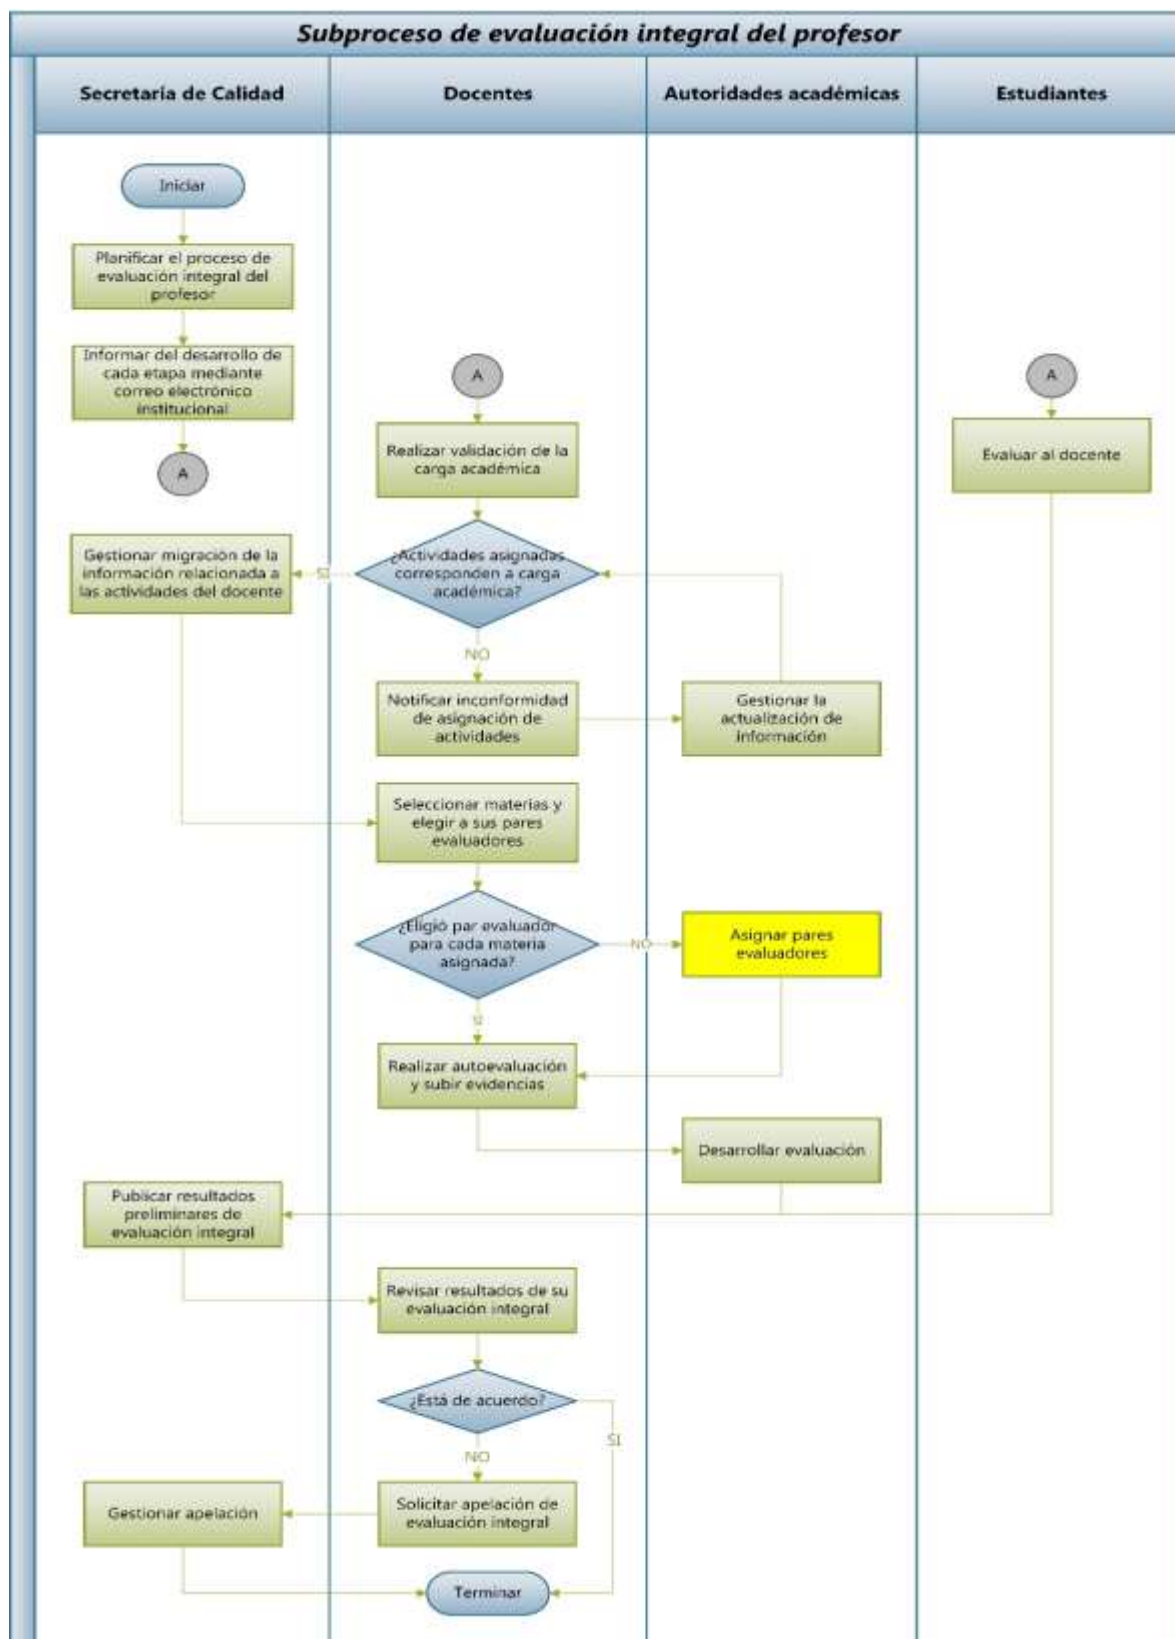 Subproceso de evaluación integral del profesor
Secretaría de Calidad
Docentes
Autoridades académicas
Estudiantes
Iniciar
Planificar el proceso de
evaluación integral del
profesor
Informar del desarrollo de
cada etapa mediante
correo electrónico
institucional
A
A
A
Realizar validación de la
carga académica
Evaluar al docente
¿Actividades asignadas
corresponden a carga
académica?
SI
Gestionar migración de la
información relacionada a
las actividades del docente
NO
Notificar inconformidad
de asignación de
actividades
Gestionar la
actualización de
información
Seleccionar materias y
elegir a sus pares
evaluadores
¿Eligió par evaluador
para cada materia
asignada?
NO
Asignar pares
evaluadores
SI
Realizar autoevaluación
y subir evidencias
Desarrollar evaluación
Publicar resultados
preliminares de
evaluación integral
Revisar resultados de su
evaluación integral
¿Está de acuerdo?
SI
NO
Solicitar apelación de
evaluación integral
Gestionar apelación
Terminar